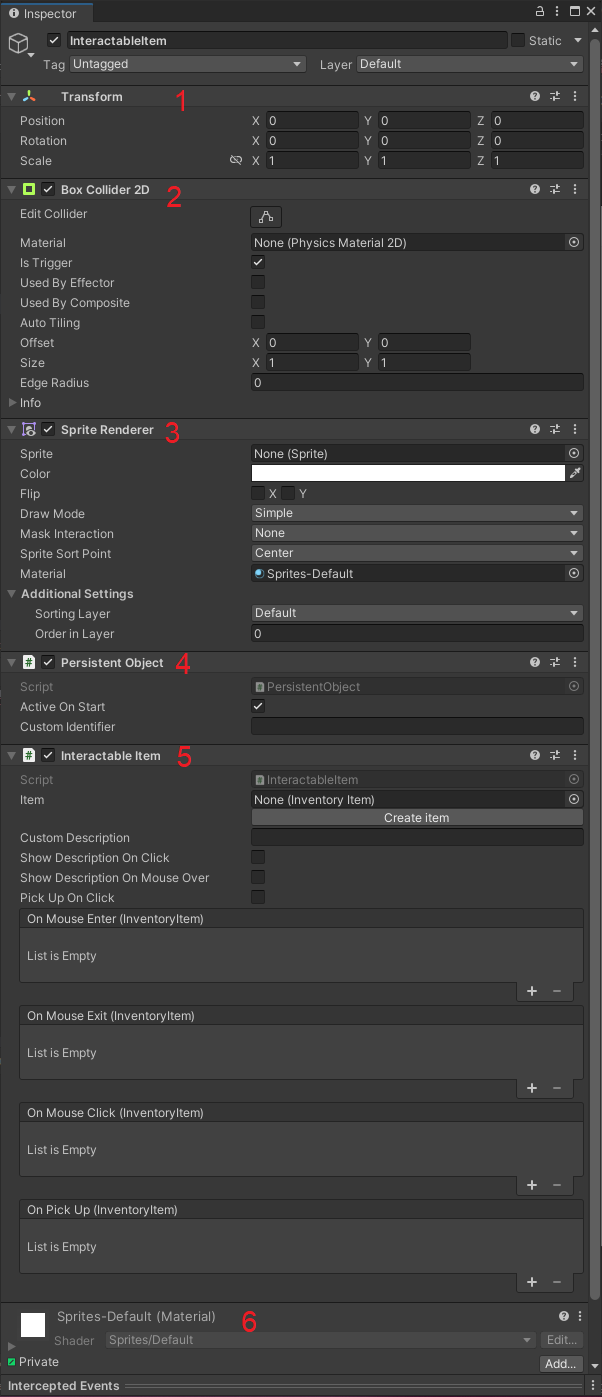 Inspector
InteractableItem Static
Tag Untagged Layer Default
Transform 1
Position X 0 Y 0 Z 0
Rotation X 0 Y 0 Z 0
Scale X 1 Y 1 Z 1
Box Collider 2D 2
Edit Collider
Material None (Physics Material 2D)
Is Trigger
Used By Effector
Used By Composite
Auto Tiling
Offset X 0 Y 0
Size X 1 Y 1
Edge Radius 0
Info
Sprite Renderer 3
Sprite None (Sprite)
Color
Flip X Y
Draw Mode Simple
Mask Interaction None
Sprite Sort Point Center
Material Sprites-Default
Additional Settings
Sorting Layer Default
Order in Layer 0
# Persistent Object 4
Script # PersistentObject
Active On Start
Custom Identifier
# Interactable Item 5
Script # InteractableItem
Item None (Inventory Item)
Create item
Custom Description
Show Description On Click
Show Description On Mouse Over
Pick Up On Click
On Mouse Enter (InventoryItem)
List is Empty
+ −
On Mouse Exit (InventoryItem)
List is Empty
+ −
On Mouse Click (InventoryItem)
List is Empty
+ −
On Pick Up (InventoryItem)
List is Empty
+ −
Sprites-Default (Material) 6
Shader Sprites/Default Edit...
Private
Add...
Intercepted Events